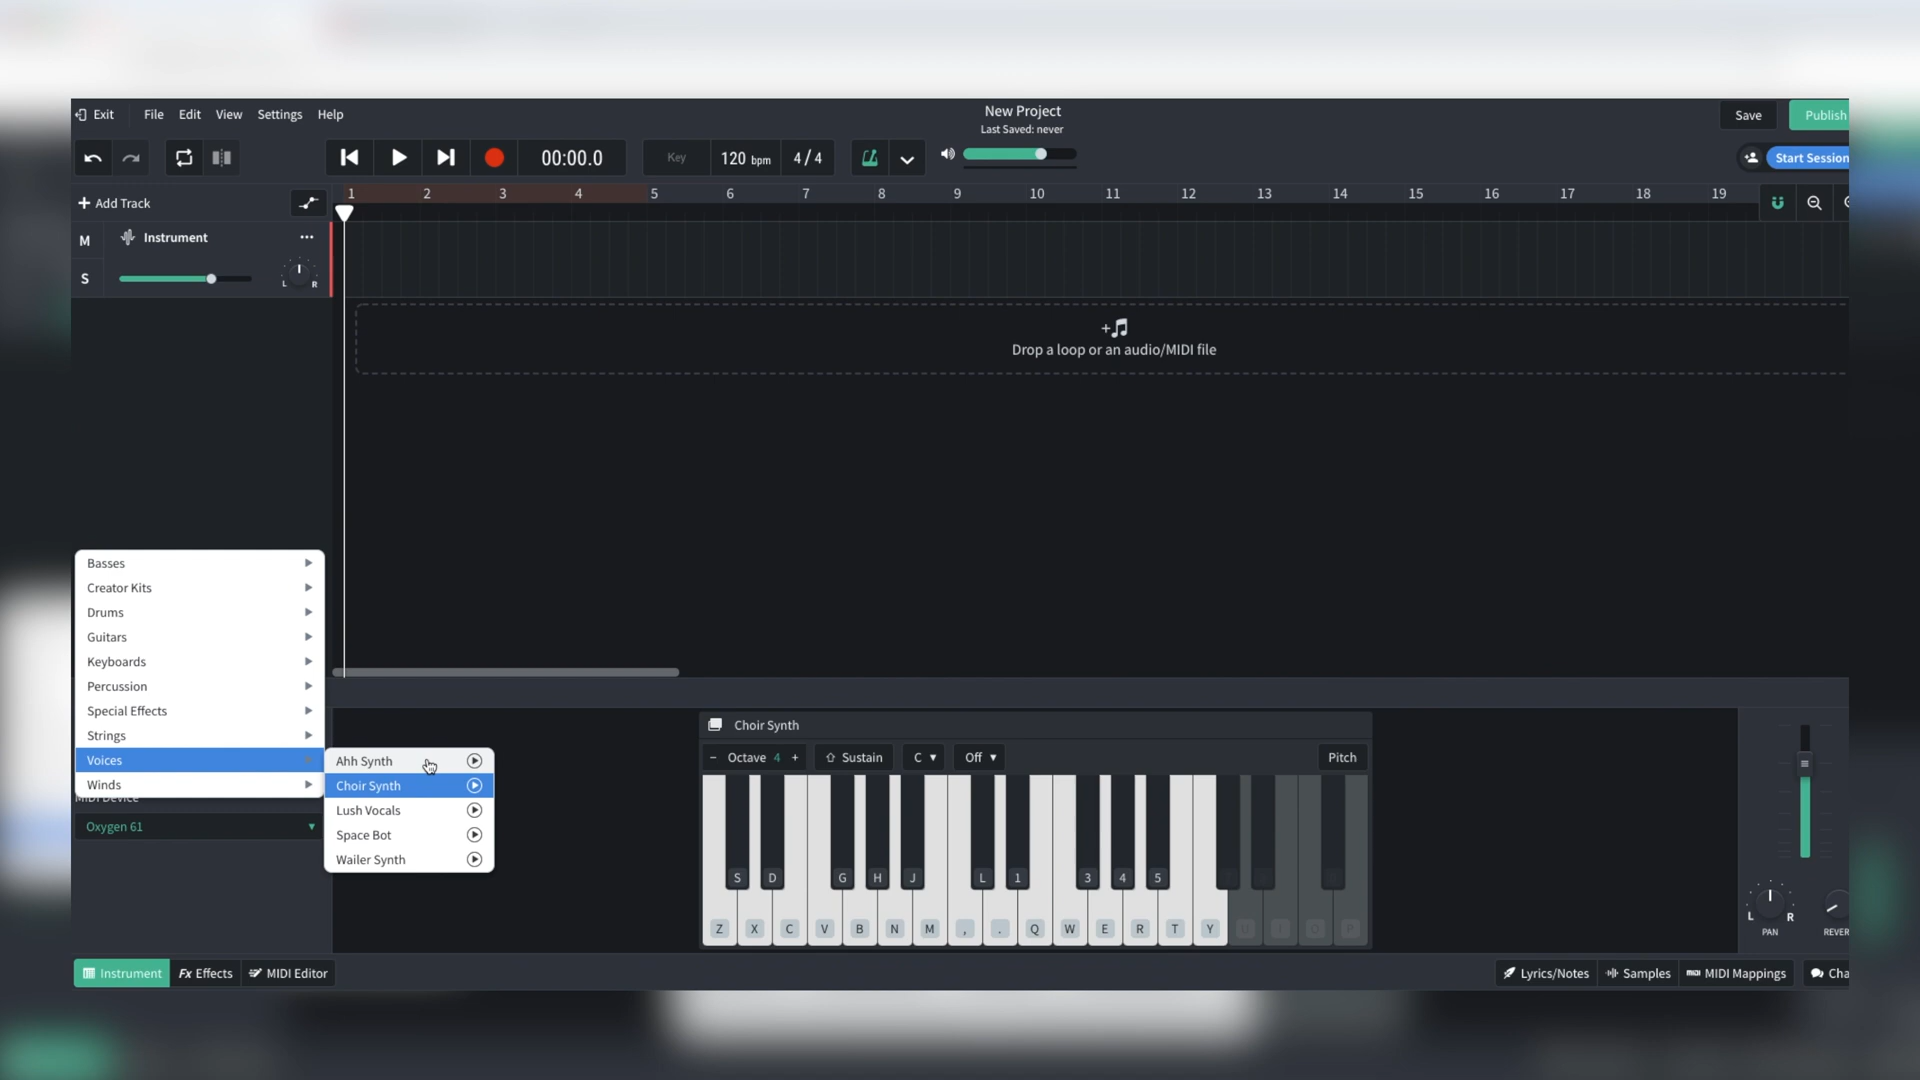 Exit File Edit View Settings Help
New Project
Last Saved: never
Save Publish
00:00.0 Key 120 bpm 4/4
Start Session
+ Add Track
1 2 3 4 5 6 7 8 9 10 11 12 13 14 15 16 17 18 19
M Instrument ...
S L R
Drop a loop or an audio/MIDI file
Basses
Creator Kits
Drums
Guitars
Keyboards
Percussion
Special Effects
Strings
Voices
Winds
Ahh Synth
Choir Synth
Lush Vocals
Space Bot
Wailer Synth
MIDI Device
Oxygen 61
Choir Synth
− Octave 4 + Sustain C Off Pitch
S D G H J L 1 3 4 5
Z X C V B N M , . Q W E R T Y U I O P
L R
PAN REVER
Instrument Fx Effects MIDI Editor
Lyrics/Notes Samples MIDI Mappings Cha